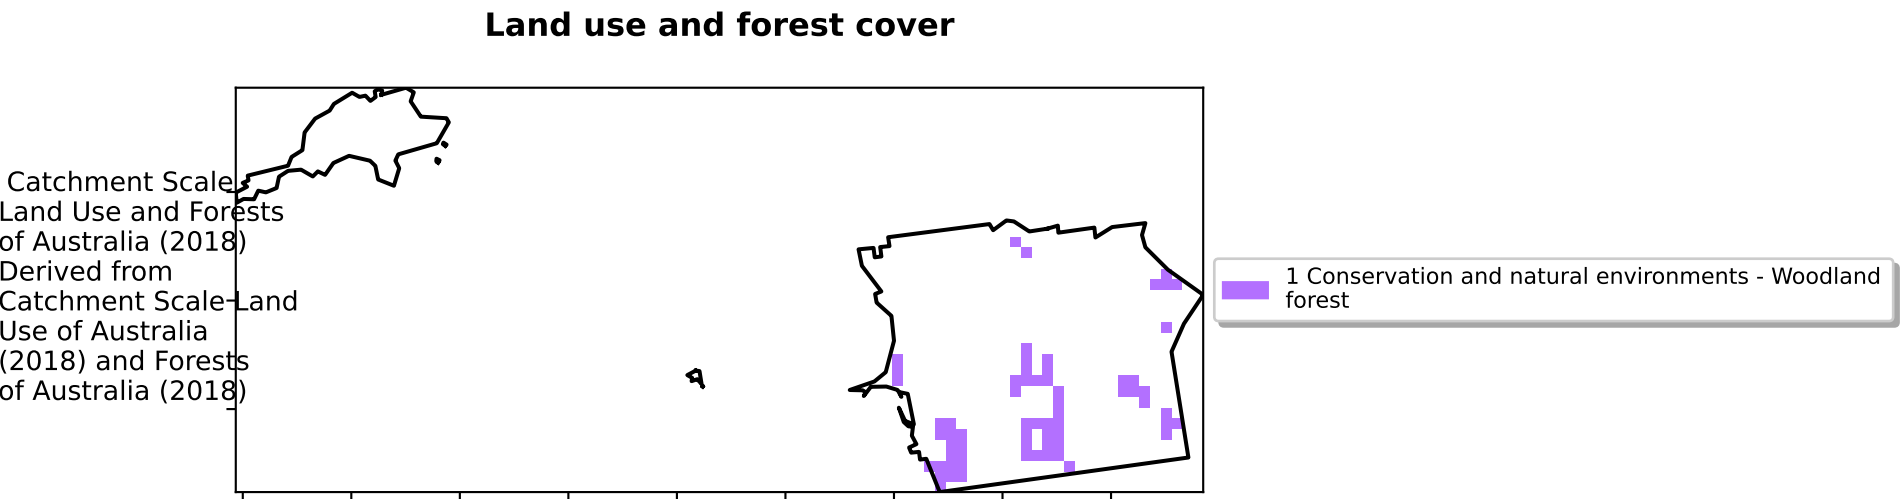 Land use and forest cover
Catchment Scale
Land Use and Forests
of Australia (2018)
Derived from
Catchment Scale Land
Use of Australia
(2018) and Forests
of Australia (2018)
1 Conservation and natural environments - Woodland
forest